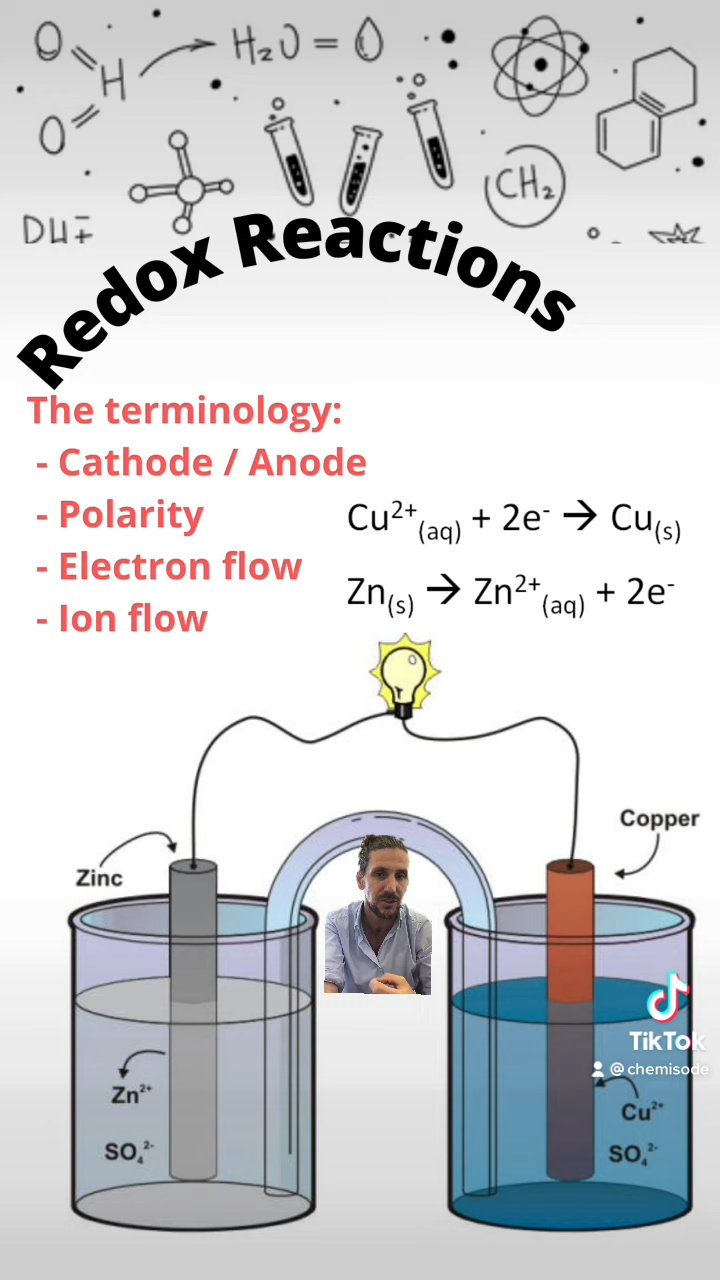 H₂O =
H
O
O
CH₂
Redox Reactions
The terminology:
- Cathode / Anode
- Polarity
- Electron flow
- Ion flow
Cu²⁺(aq) + 2e⁻ → Cu(s)
Zn(s) → Zn²⁺(aq) + 2e⁻
Copper
Zinc
TikTok
@chemisode
Zn²⁺
SO₄²⁻
Cu²⁺
SO₄²⁻